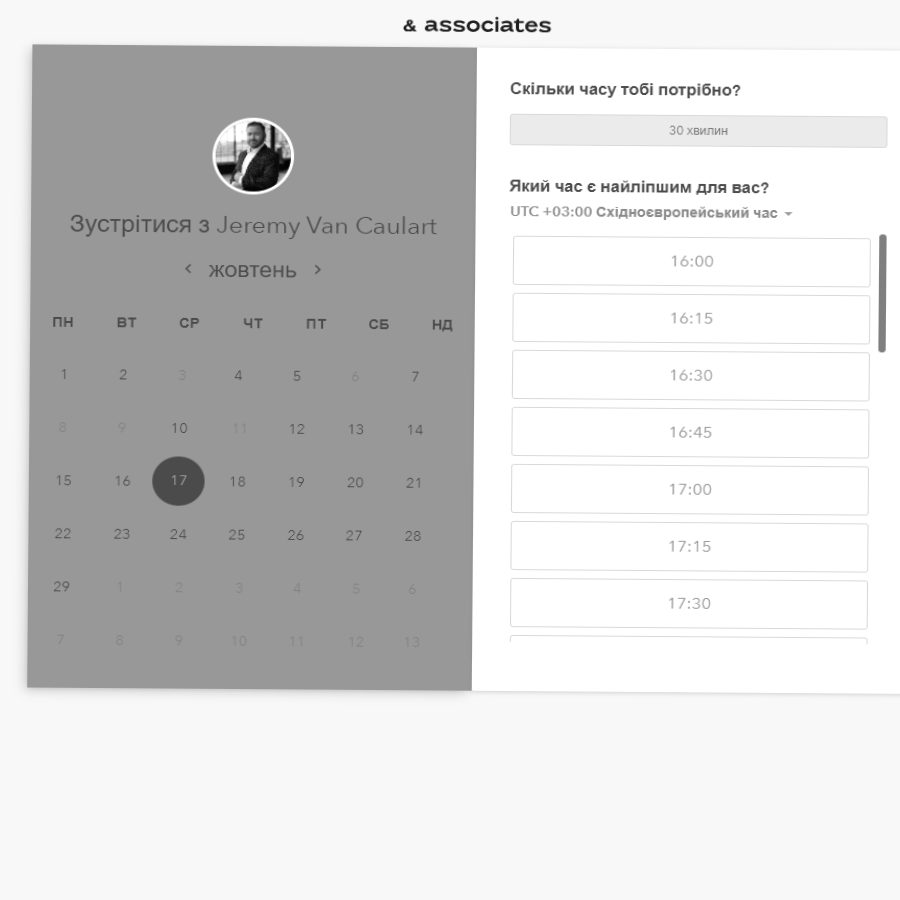 & associates
Зустрітися з Jeremy Van Caulart
жовтень
ПН ВТ СР ЧТ ПТ СБ НД
1 2 3 4 5 6 7
8 9 10 11 12 13 14
15 16 17 18 19 20 21
22 23 24 25 26 27 28
29 1 2 3 4 5 6
7 8 9 10 11 12 13
Скільки часу тобі потрібно?
30 хвилин
Який час є найліпшим для вас?
UTC +03:00 Східноєвропейський час
16:00
16:15
16:30
16:45
17:00
17:15
17:30